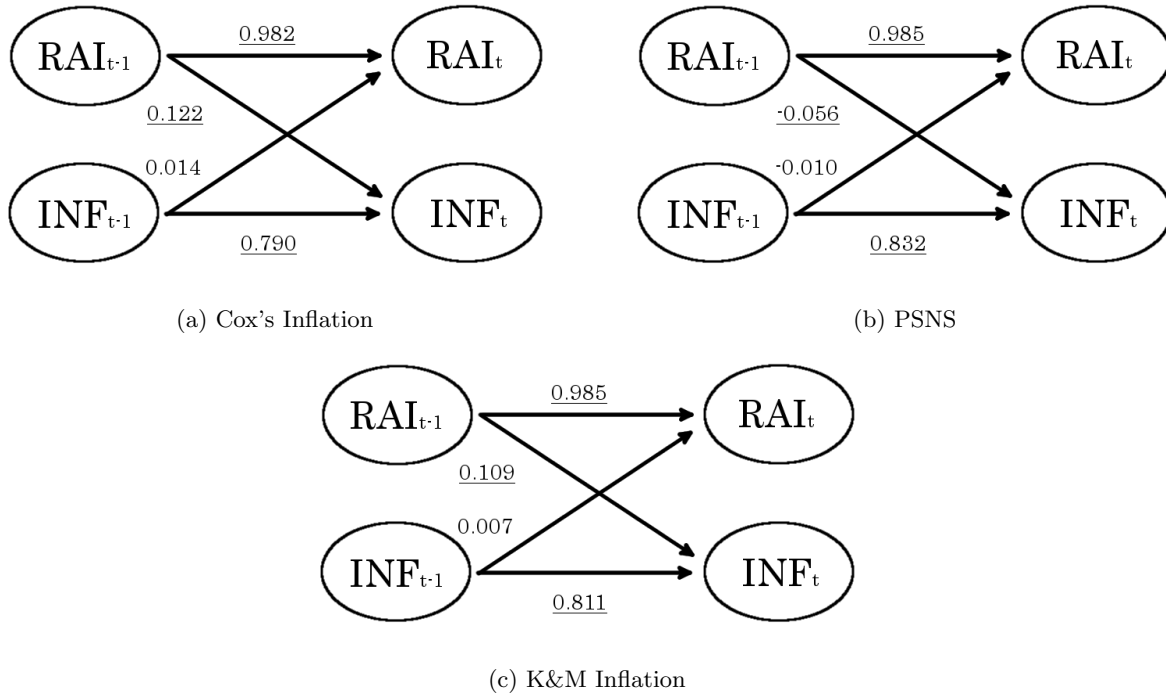 0.982
RAIt-1 RAIt
0.122
0.014
INFt-1 INFt
0.790
(a) Cox's Inflation
0.985
RAIt-1 RAIt
-0.056
-0.010
INFt-1 INFt
0.832
(b) PSNS
0.985
RAIt-1 RAIt
0.109
0.007
INFt-1 INFt
0.811
(c) K&M Inflation